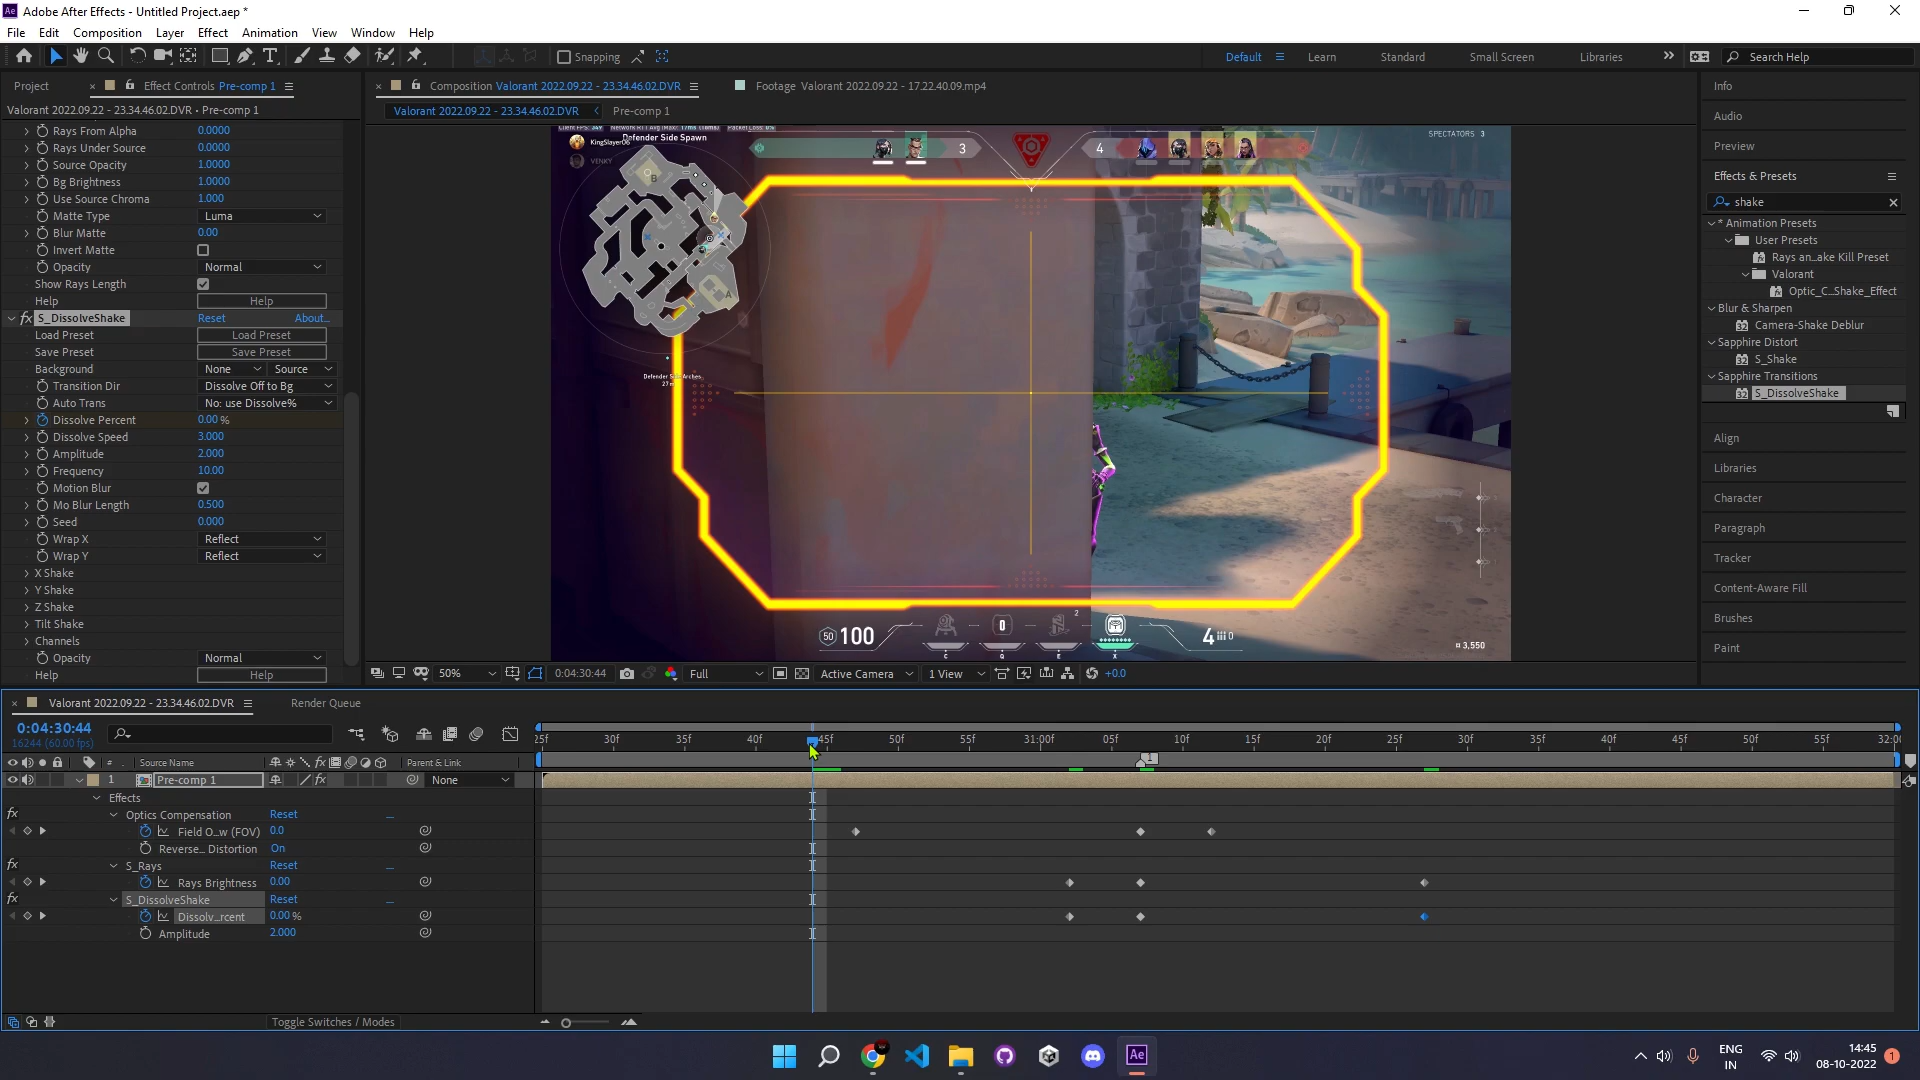 Adobe After Effects - Untitled Project.aep *
File Edit Composition Layer Effect Animation View Window Help
Snapping
Default Learn Standard Small Screen Libraries Search Help
Project Effect Controls Pre-comp 1
Composition Valorant 2022.09.22 - 23.34.46.02.DVR Footage Valorant 2022.09.22 - 17.22.40.09.mp4
Valorant 2022.09.22 - 23.34.46.02.DVR • Pre-comp 1
Valorant 2022.09.22 - 23.34.46.02.DVR Pre-comp 1
Rays From Alpha 0.0000
Rays Under Source 0.0000
Source Opacity 1.0000
Bg Brightness 1.0000
Use Source Chroma 1.000
Matte Type Luma
Blur Matte 0.00
Invert Matte
Opacity Normal
Show Rays Length
Help Help
S_DissolveShake Reset About...
Load Preset Load Preset
Save Preset Save Preset
Background None Source
Transition Dir Dissolve Off to Bg
Auto Trans No: use Dissolve%
Dissolve Percent 0.00 %
Dissolve Speed 3.000
Amplitude 2.000
Frequency 10.00
Motion Blur
Mo Blur Length 0.500
Seed 0.000
Wrap X Reflect
Wrap Y Reflect
X Shake
Y Shake
Z Shake
Tilt Shake
Channels
Opacity Normal
Help Help
Defender Side Spawn
KingSlayer06
VENKY
3
4
SPECTATORS 3
B
A
50 100
C
0
Q
2
E
X
4
0
3,550
50% 0:04:30:44 Full Active Camera 1 View +0.0
Info
Audio
Preview
Effects & Presets
shake
* Animation Presets
User Presets
Rays an...ake Kill Preset
Valorant
Optic_C...Shake_Effect
Blur & Sharpen
Camera-Shake Deblur
Sapphire Distort
S_Shake
Sapphire Transitions
S_DissolveShake
Align
Libraries
Character
Paragraph
Tracker
Content-Aware Fill
Brushes
Paint
Valorant 2022.09.22 - 23.34.46.02.DVR Render Queue
0:04:30:44
16244 (60.00 fps)
25f 30f 35f 40f 45f 50f 55f 31:00f 05f 10f 15f 20f 25f 30f 35f 40f 45f 50f 55f 32:00
# Source Name Parent & Link
1
1 Pre-comp 1 None
Effects
Optics Compensation Reset
Field O...w (FOV) 0.0
Reverse... Distortion On
S_Rays Reset
Rays Brightness 0.00
S_DissolveShake Reset
Dissolv...rcent 0.00 %
Amplitude 2.000
Toggle Switches / Modes
ENG
IN
14:45
08-10-2022
1